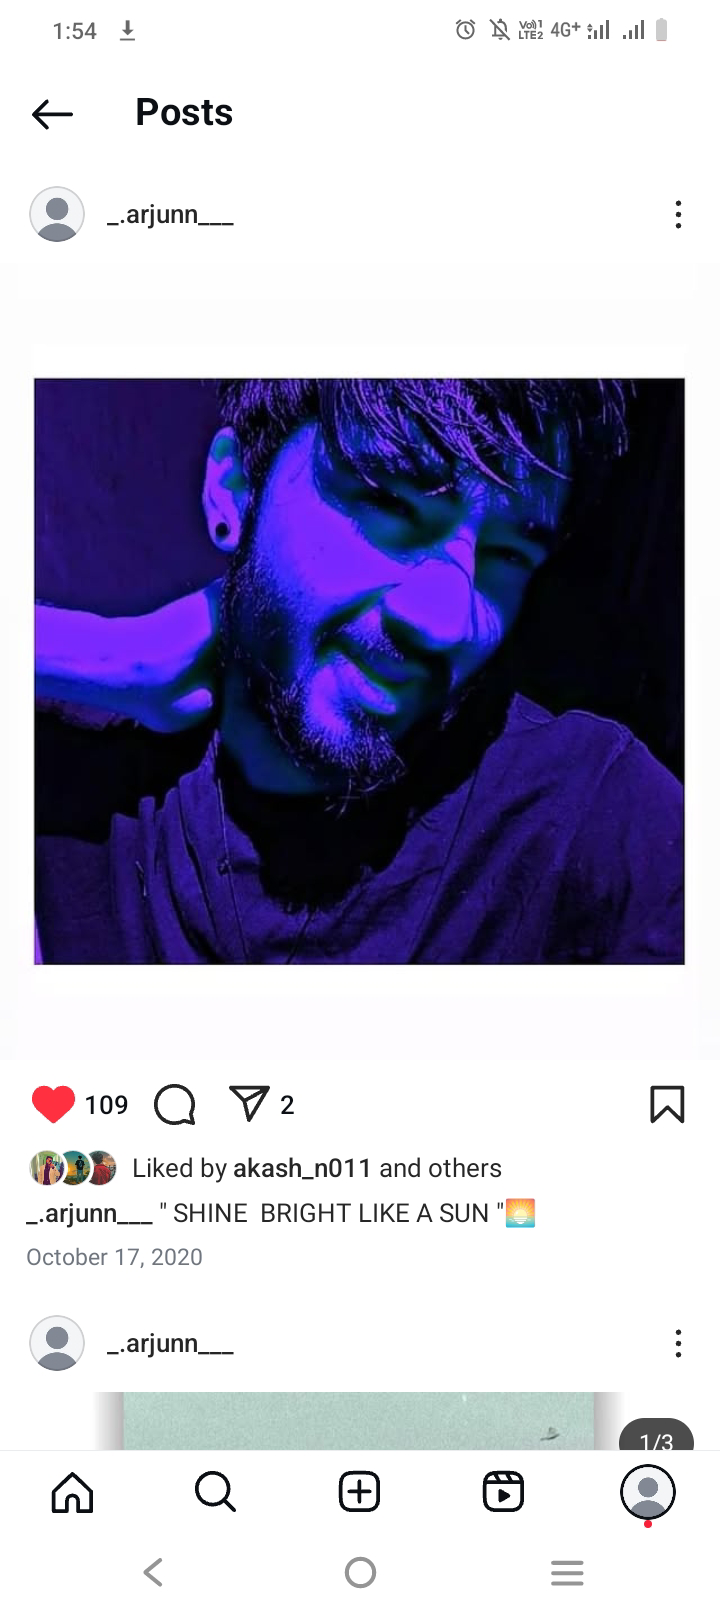 1:54 Vo)) 1 LTE2 4G+
Posts
_.arjunn___
109 2
Liked by akash_n011 and others
_.arjunn___ " SHINE  BRIGHT LIKE A SUN "🌅
October 17, 2020
_.arjunn___
1/3